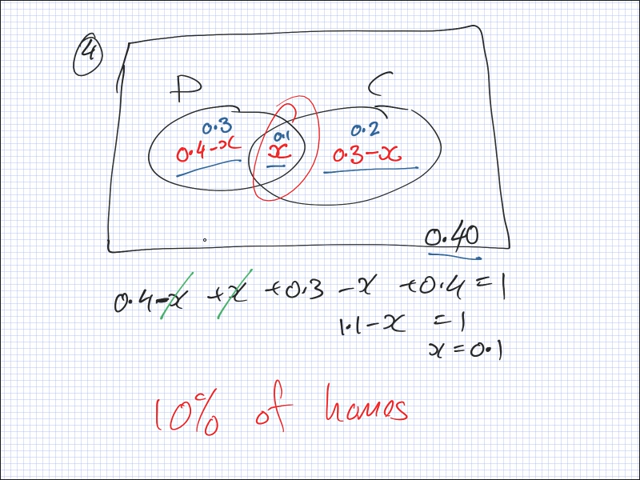 4
D C
0.3 0.1 0.2
0.4-x x 0.3-x
0.40
0.4-x +x +0.3 -x +0.4 = 1
1.1-x = 1
x = 0.1
10% of homes